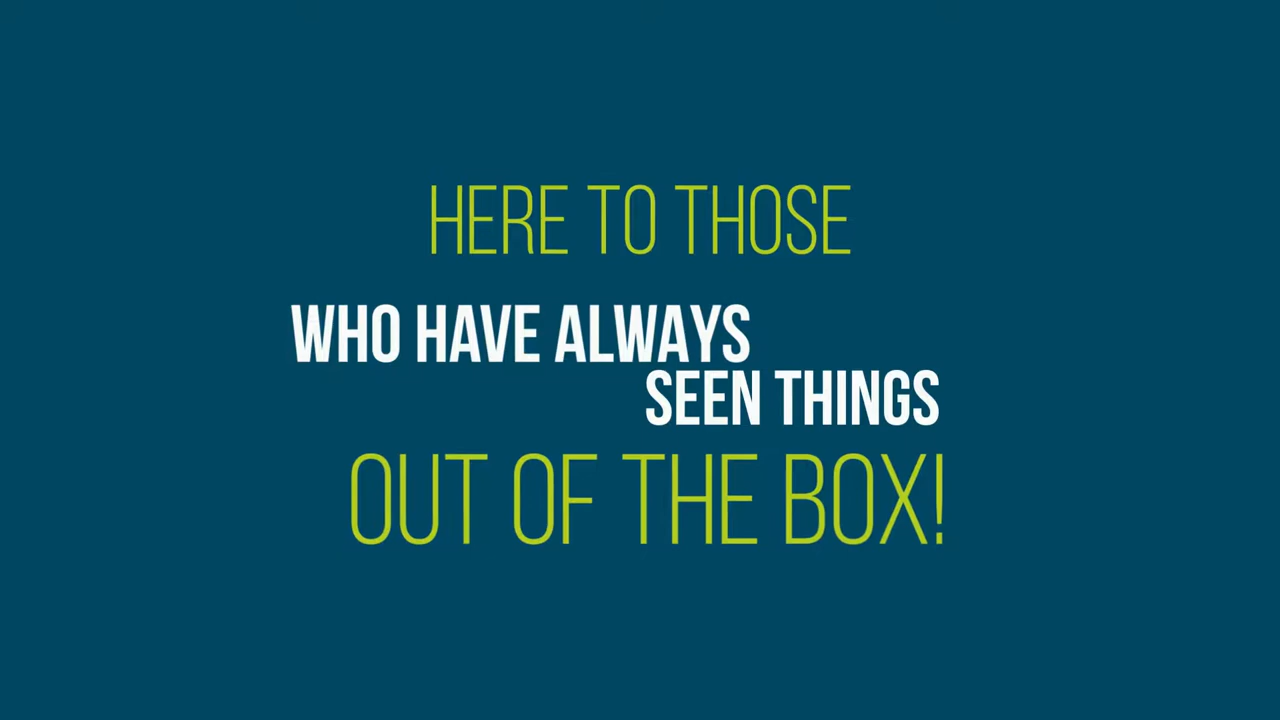 HERE TO THOSE
WHO HAVE ALWAYS
SEEN THINGS
OUT OF THE BOX!